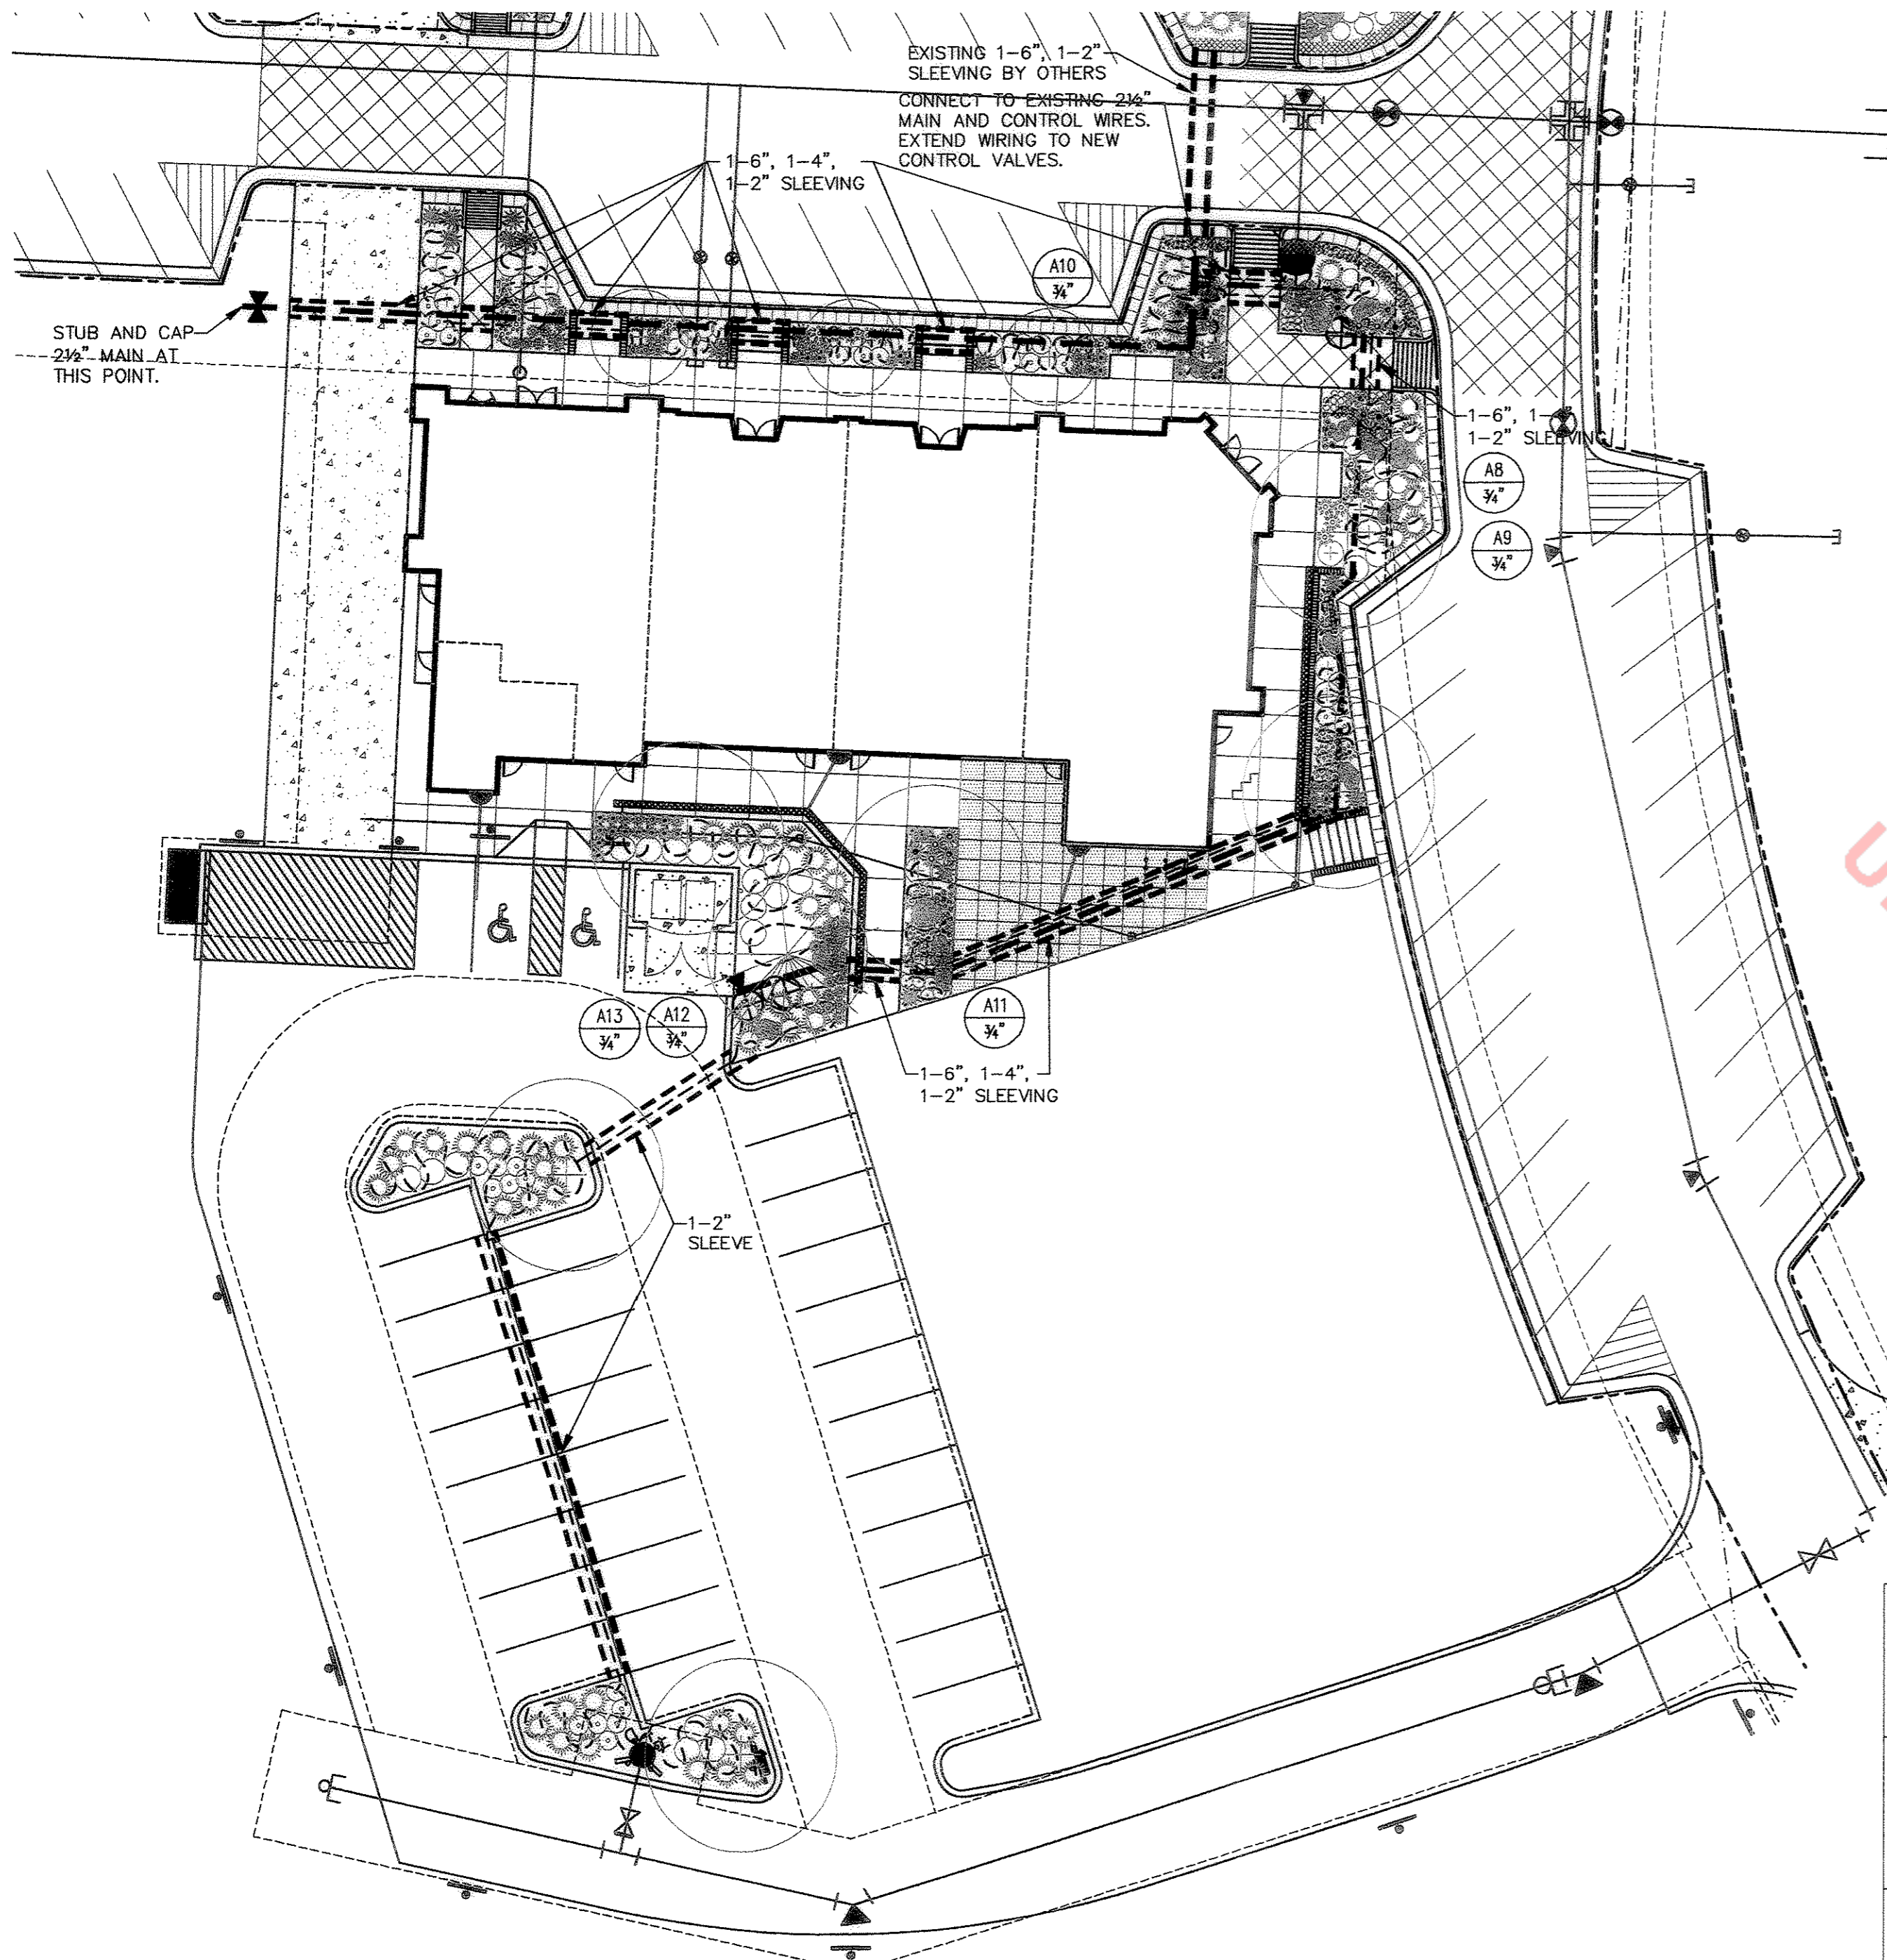 EXISTING 1-6", 1-2"
SLEEVING BY OTHERS
CONNECT TO EXISTING 2½"
MAIN AND CONTROL WIRES.
EXTEND WIRING TO NEW
CONTROL VALVES.
1-6", 1-4",
1-2" SLEEVING
A10
¾"
STUB AND CAP
2½" MAIN AT
THIS POINT.
1-6", 1-
1-2" SLEEVING
A8
¾"
A9
¾"
A13
¾"
A12
¾"
A11
¾"
1-6", 1-4",
1-2" SLEEVING
1-2"
SLEEVE